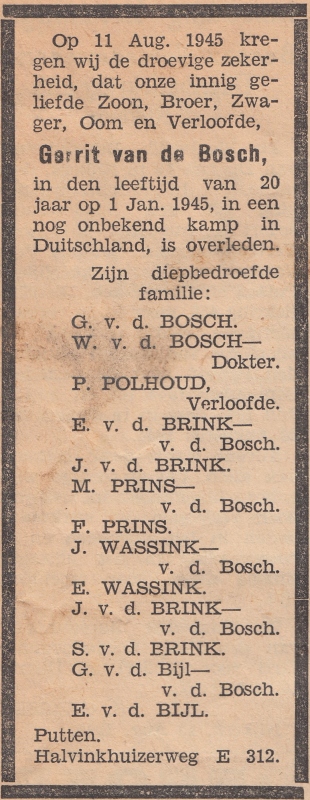 Op 11 Aug. 1945 kre-
gen wij de droevige zeker-
heid, dat onze innig ge-
liefde Zoon, Broer, Zwa-
ger, Oom en Verloofde,
Gerrit van de Bosch,
in den leeftijd van 20
jaar op 1 Jan. 1945, in een
nog onbekend kamp in
Duitschland, is overleden.
Zijn diepbedroefde
familie:
G. v. d. BOSCH.
W. v. d. BOSCH—
Dokter.
P. POLHOUD,
Verloofde.
E. v. d. BRINK—
v. d. Bosch.
J. v. d. BRINK.
M. PRINS—
v. d. Bosch.
F. PRINS.
J. WASSINK—
v. d. Bosch.
E. WASSINK.
J. v. d. BRINK—
v. d. Bosch.
S. v. d. BRINK.
G. v. d. Bijl—
v. d. Bosch.
E. v. d. BIJL.
Putten.
Halvinkhuizerweg E 312.